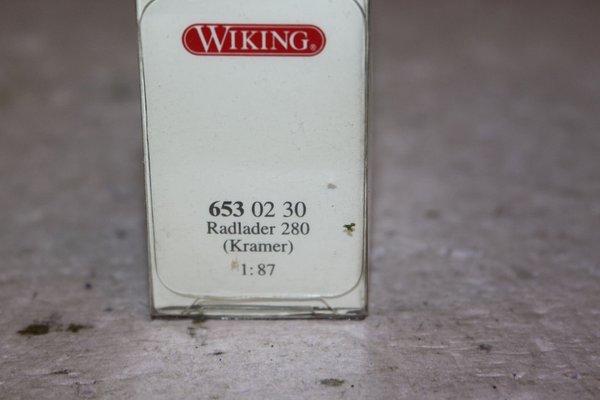 WIKING®
653 02 30
Radlader 280
(Kramer)
1:87